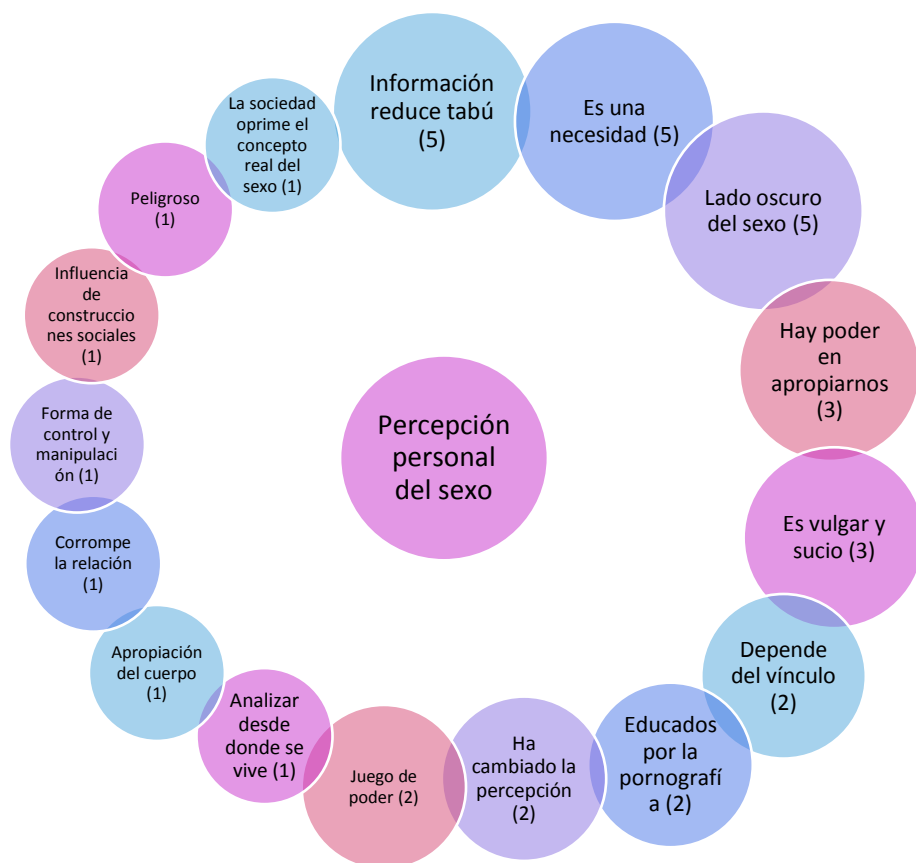 Información
reduce tabú
(5)
Es una
necesidad (5)
Lado oscuro
del sexo (5)
Hay poder
en
apropiarnos
(3)
Es vulgar y
sucio (3)
Depende
del vínculo
(2)
Educados
por la
pornografí
a (2)
Ha
cambiado la
percepción
(2)
Juego de
poder (2)
Analizar
desde
donde se
vive (1)
Apropiación
del cuerpo
(1)
Corrompe
la relación
(1)
Forma de
control y
manipulaci
ón (1)
Influencia
de
construccio
nes sociales
(1)
Peligroso
(1)
La sociedad
oprime el
concepto
real del
sexo (1)
Percepción
personal
del sexo